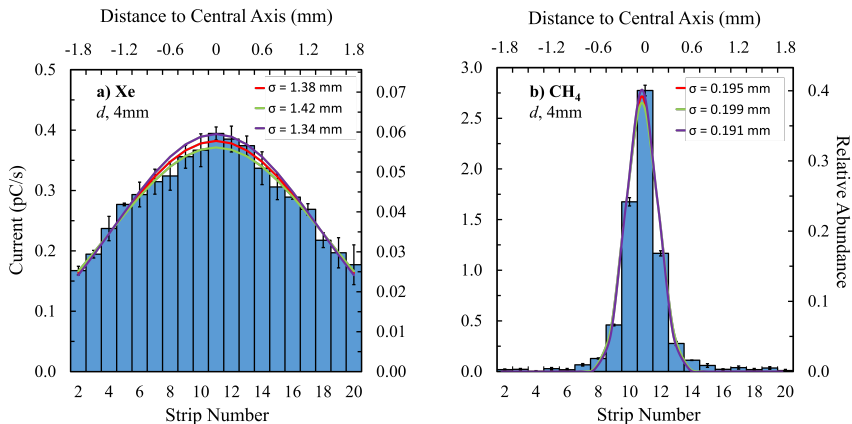 Distance to Central Axis (mm)
-1.8 -1.2 -0.6 0 0.6 1.2 1.8
a) Xe
d, 4mm
σ = 1.38 mm
σ = 1.42 mm
σ = 1.34 mm
Current (pC/s)
0.5
0.4
0.3
0.2
0.1
0.0
0.07
0.06
0.05
0.04
0.03
0.02
0.01
0.00
2 4 6 8 10 12 14 16 18 20
Strip Number
Distance to Central Axis (mm)
-1.8 -1.2 -0.6 0 0.6 1.2 1.8
b) CH4
d, 4mm
σ = 0.195 mm
σ = 0.199 mm
σ = 0.191 mm
3.0
2.5
2.0
1.5
1.0
0.5
0.0
0.4
0.3
0.2
0.1
0.0
Relative Abundance
2 4 6 8 10 12 14 16 18 20
Strip Number